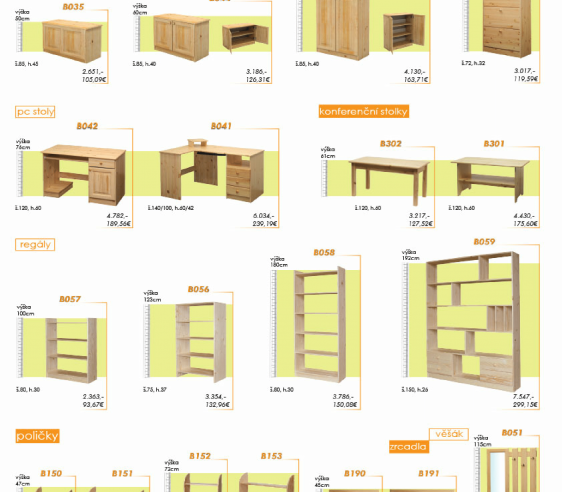 B035
výška
50cm
š.85, h.45
2.651,-
105,09€
výška
60cm
š.85, h.40
3.186,-
126,31€
š.85, h.40
4.130,-
163,71€
š.72, h.32
3.017,-
119,59€
pc stoly
konferenční stolky
B042
výška
76cm
š.120, h.60
4.782,-
189,56€
B041
š.140/100, h.60/42
6.034,-
239,19€
B302
výška
61cm
š.120, h.60
3.217,-
127,52€
B301
š.120, h.60
4.430,-
175,60€
regály
B057
výška
100cm
š.80, h.30
2.363,-
93,67€
B056
výška
123cm
š.75, h.37
3.354,-
132,96€
B058
výška
180cm
š.80, h.30
3.786,-
150,08€
B059
výška
192cm
š.150, h.26
7.547,-
299,15€
poličky
věšák
zrcadla
B051
výška
115cm
B150
výška
47cm
B151
B152
výška
73cm
B153
B190
výška
48cm
B191